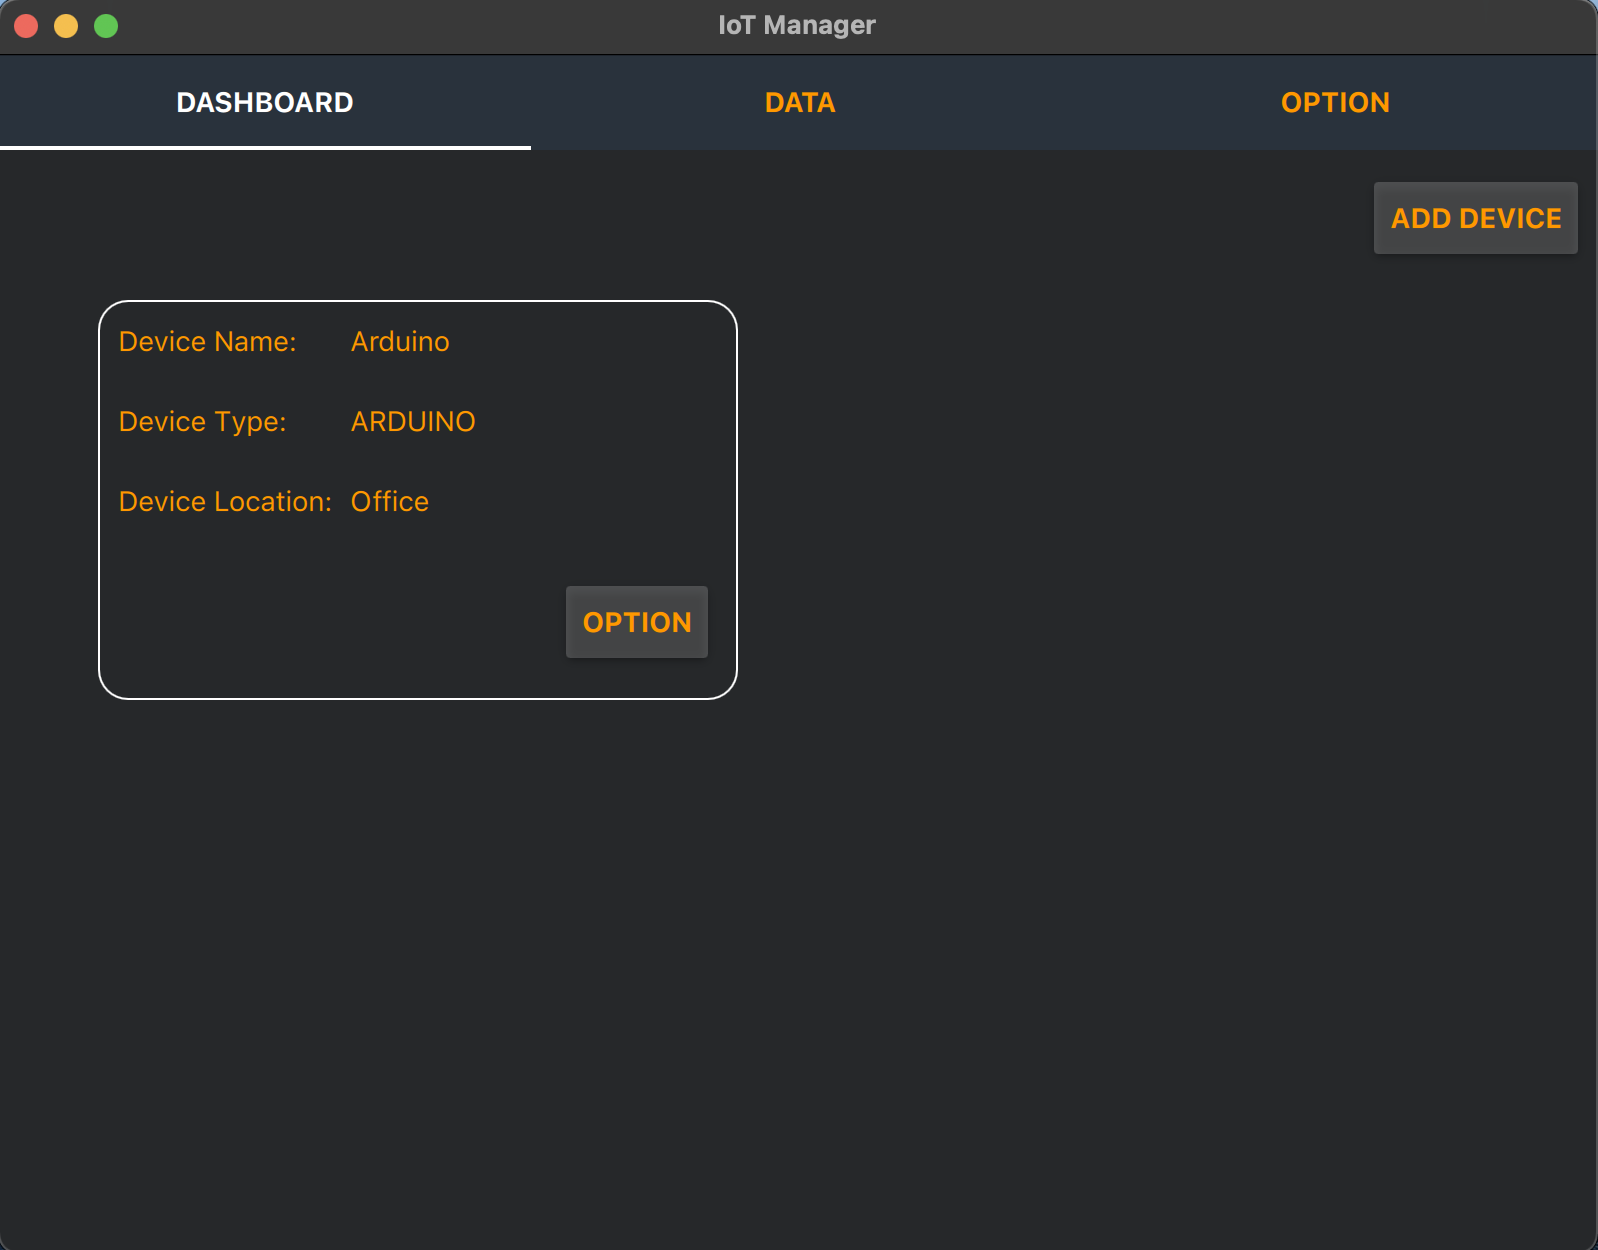 IoT Manager
DASHBOARD DATA OPTION
ADD DEVICE
Device Name: Arduino
Device Type: ARDUINO
Device Location: Office
OPTION